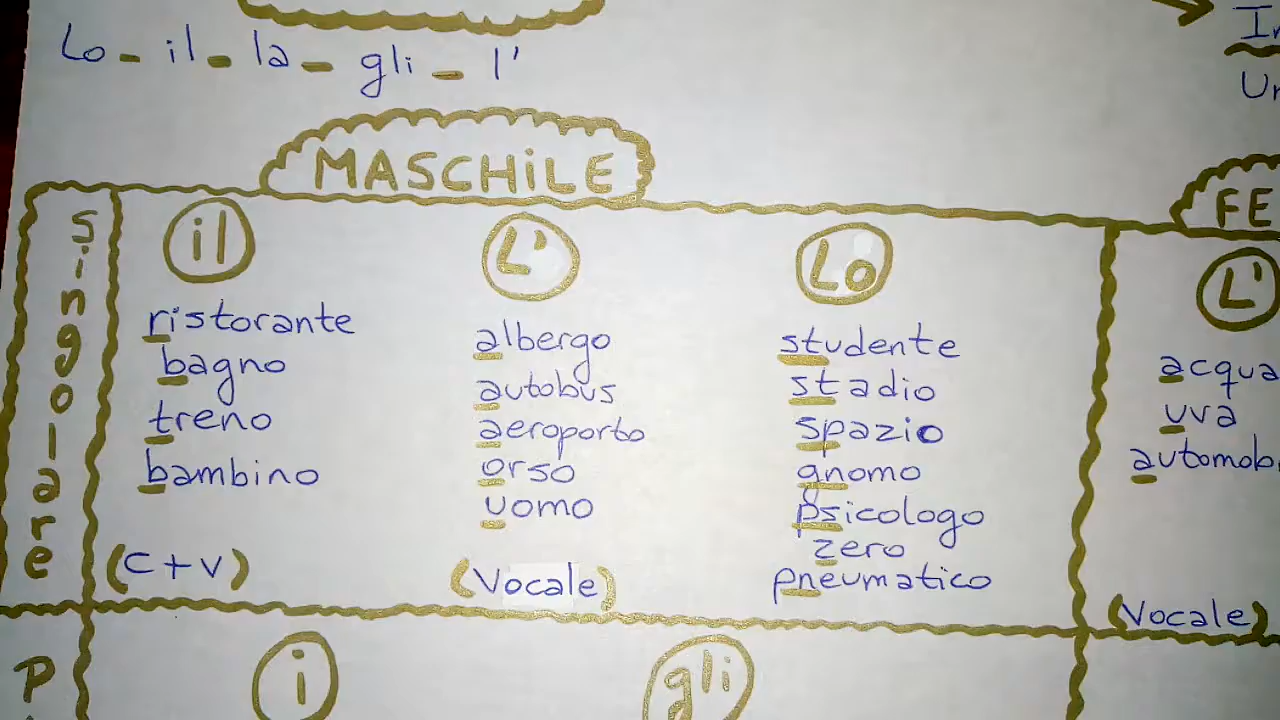 Lo - il - la - gli - l'
MASCHiLE
Singolare
il
ristorante
bagno
treno
bambino
(C+V)
L'
albergo
autobus
aeroporto
orso
uomo
(Vocale)
Lo
studente
stadio
spazio
gnomo
psicologo
zero
pneumatico
L'
acqua
uva
(Vocale)
i
gli